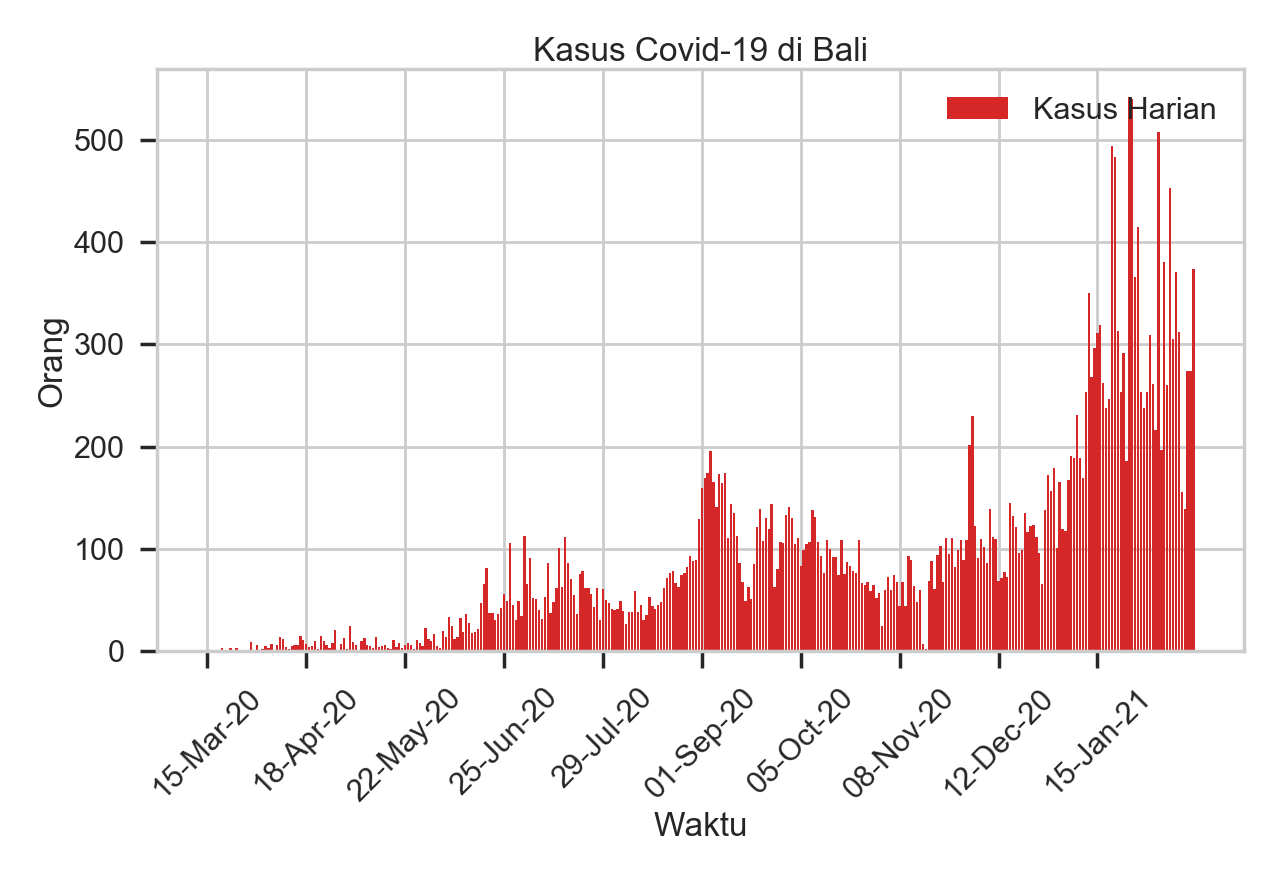 Kasus Covid-19 di Bali
Kasus Harian
500
400
300
200
100
0
Orang
15-Mar-20
18-Apr-20
22-May-20
25-Jun-20
29-Jul-20
01-Sep-20
05-Oct-20
08-Nov-20
12-Dec-20
15-Jan-21
Waktu